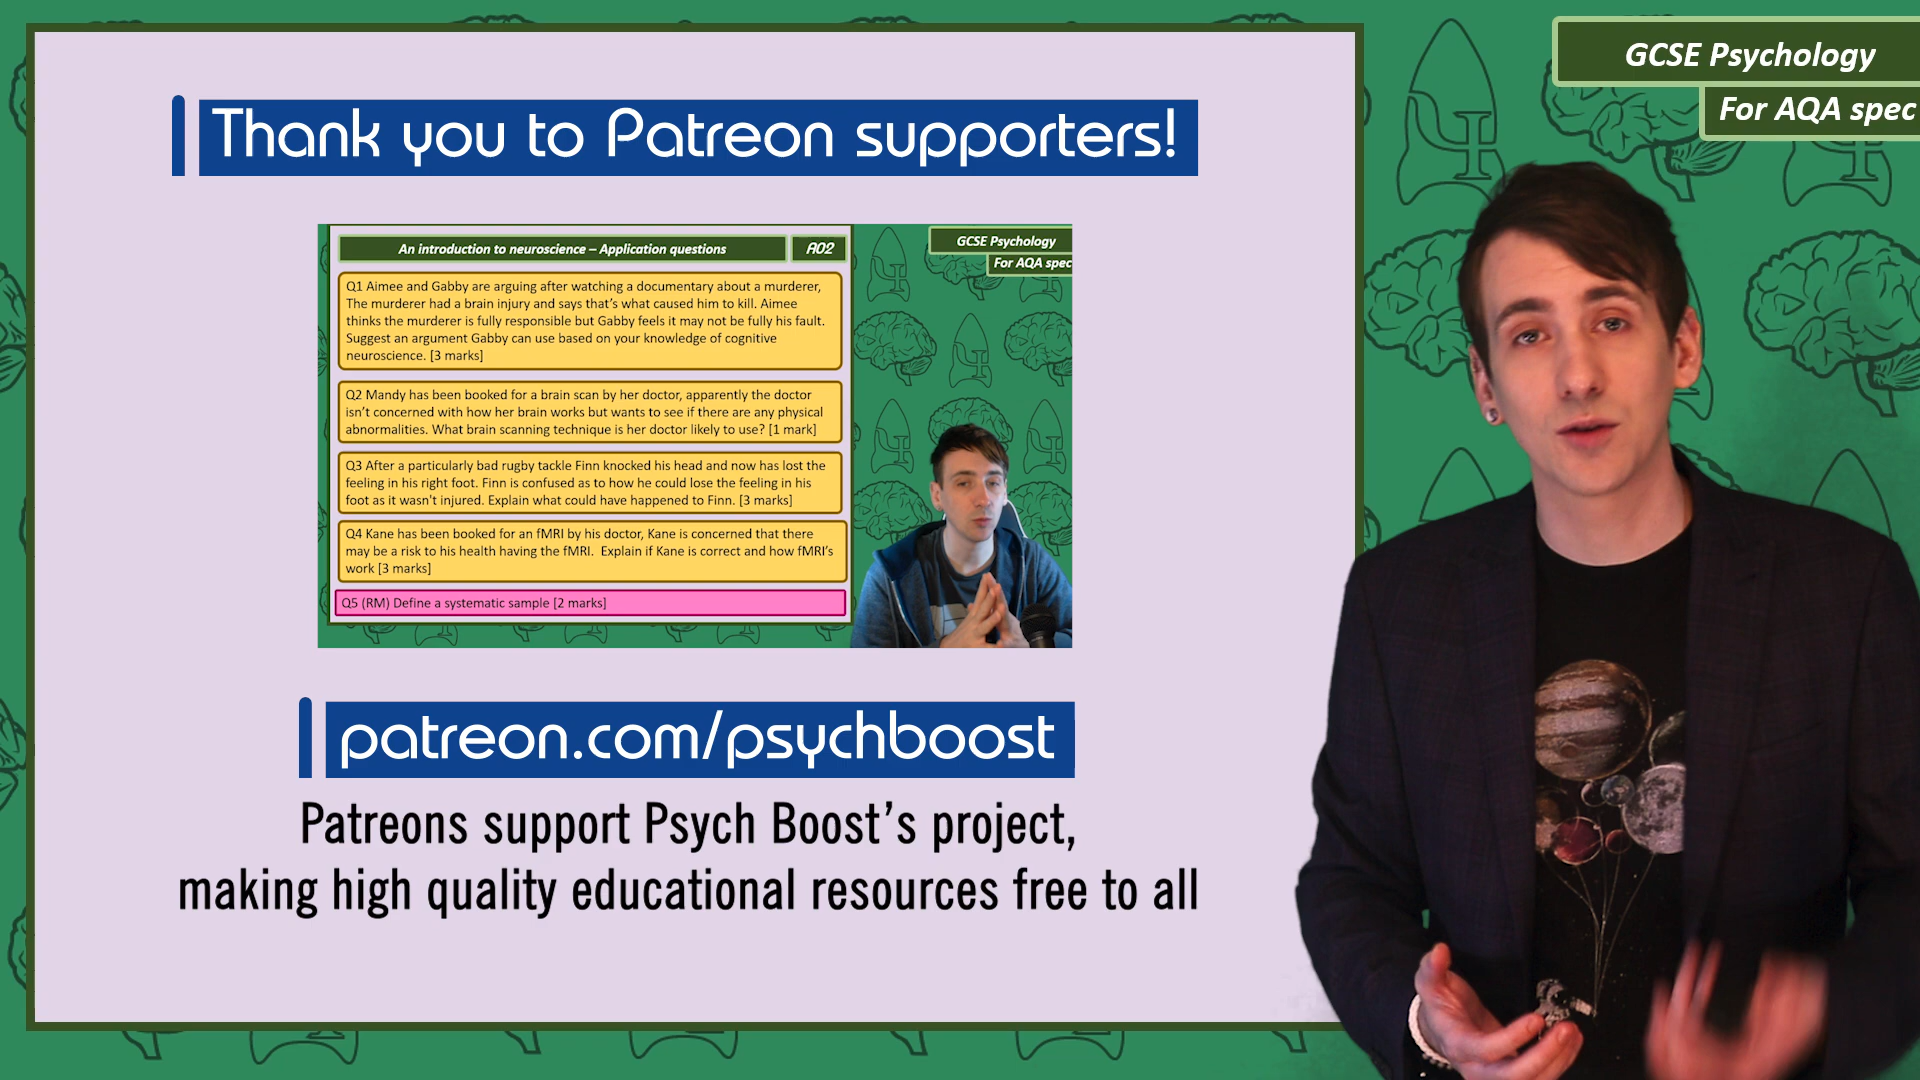 GCSE Psychology
For AQA spec
Thank you to Patreon supporters!
An introduction to neuroscience – Application questions
AO2
GCSE Psychology
For AQA spec
Q1 Aimee and Gabby are arguing after watching a documentary about a murderer,
The murderer had a brain injury and says that's what caused him to kill. Aimee
thinks the murderer is fully responsible but Gabby feels it may not be fully his fault.
Suggest an argument Gabby can use based on your knowledge of cognitive
neuroscience. [3 marks]
Q2 Mandy has been booked for a brain scan by her doctor, apparently the doctor
isn't concerned with how her brain works but wants to see if there are any physical
abnormalities. What brain scanning technique is her doctor likely to use? [1 mark]
Q3 After a particularly bad rugby tackle Finn knocked his head and now has lost the
feeling in his right foot. Finn is confused as to how he could lose the feeling in his
foot as it wasn't injured. Explain what could have happened to Finn. [3 marks]
Q4 Kane has been booked for an fMRI by his doctor, Kane is concerned that there
may be a risk to his health having the fMRI. Explain if Kane is correct and how fMRI's
work [3 marks]
Q5 (RM) Define a systematic sample [2 marks]
patreon.com/psychboost
Patreons support Psych Boost's project,
making high quality educational resources free to all